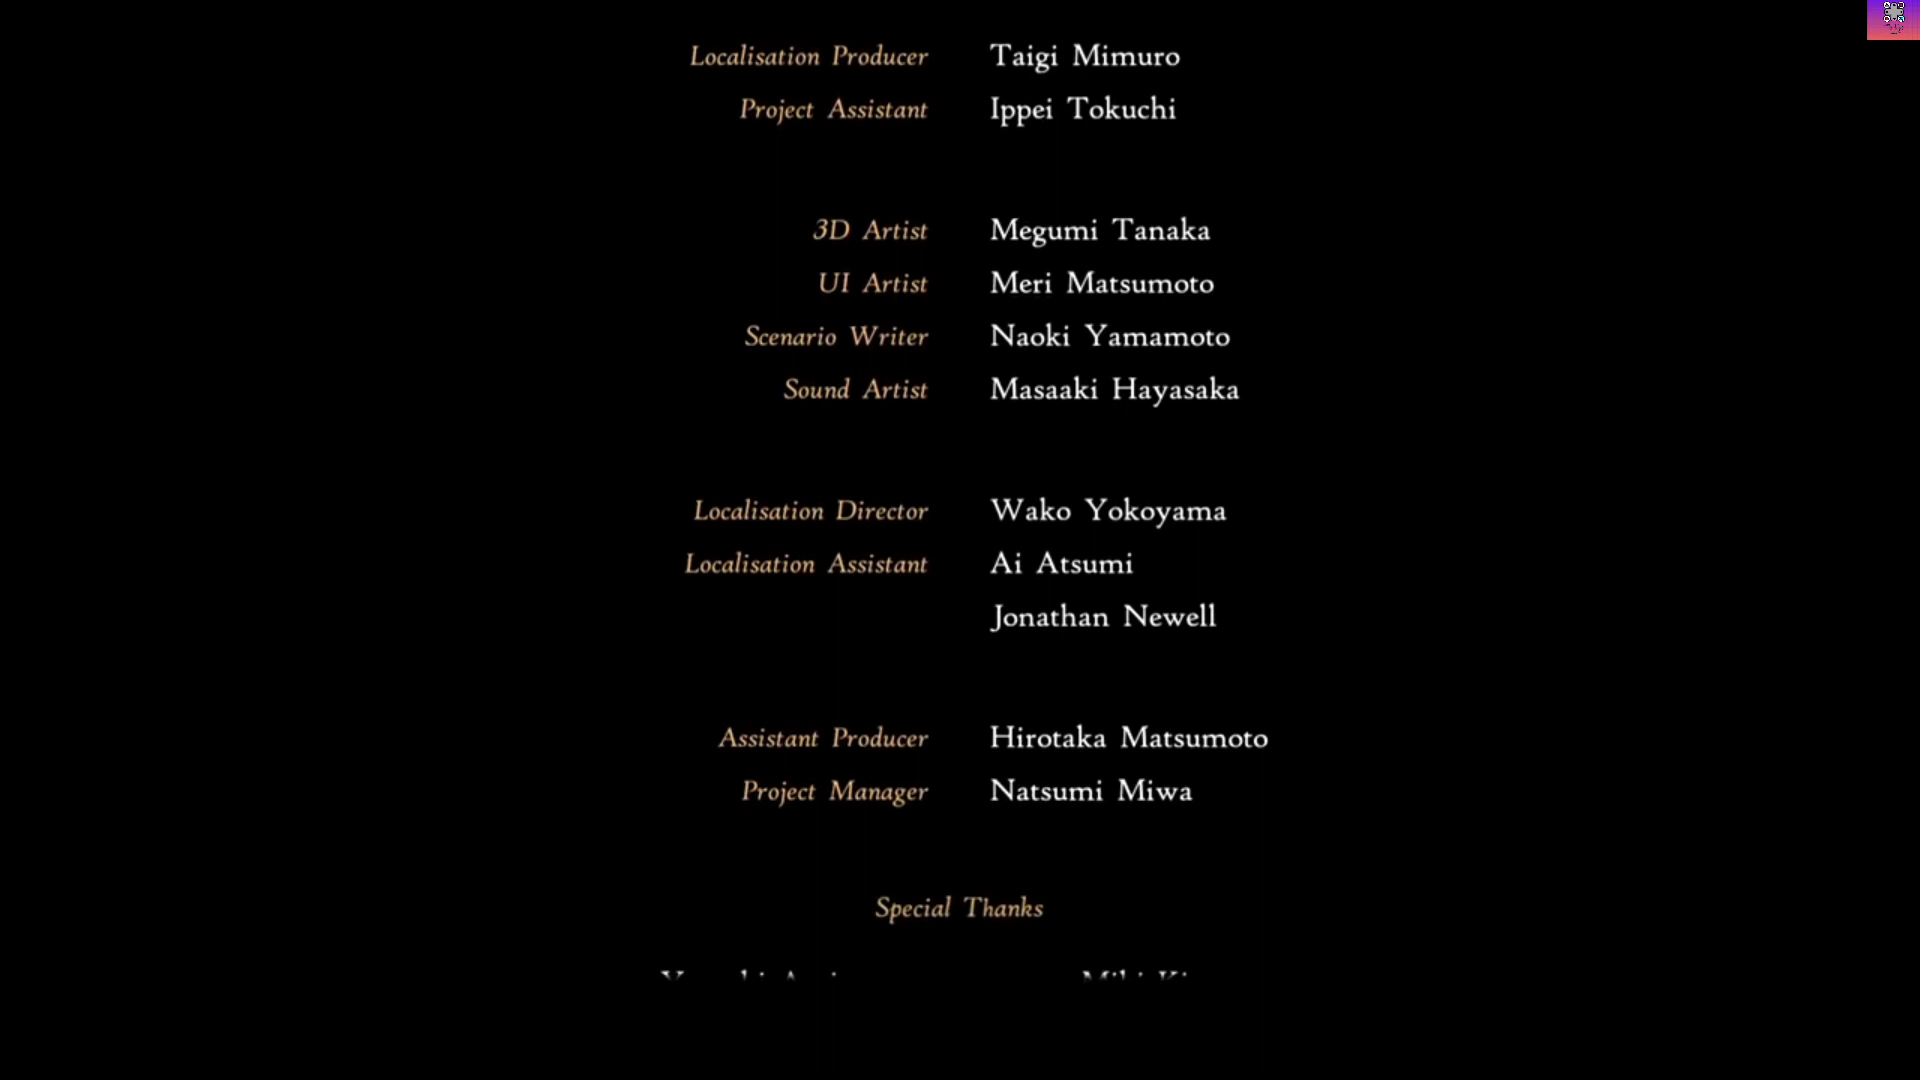 Localisation Producer Taigi Mimuro
Project Assistant Ippei Tokuchi
3D Artist Megumi Tanaka
UI Artist Meri Matsumoto
Scenario Writer Naoki Yamamoto
Sound Artist Masaaki Hayasaka
Localisation Director Wako Yokoyama
Localisation Assistant Ai Atsumi
Jonathan Newell
Assistant Producer Hirotaka Matsumoto
Project Manager Natsumi Miwa
Special Thanks